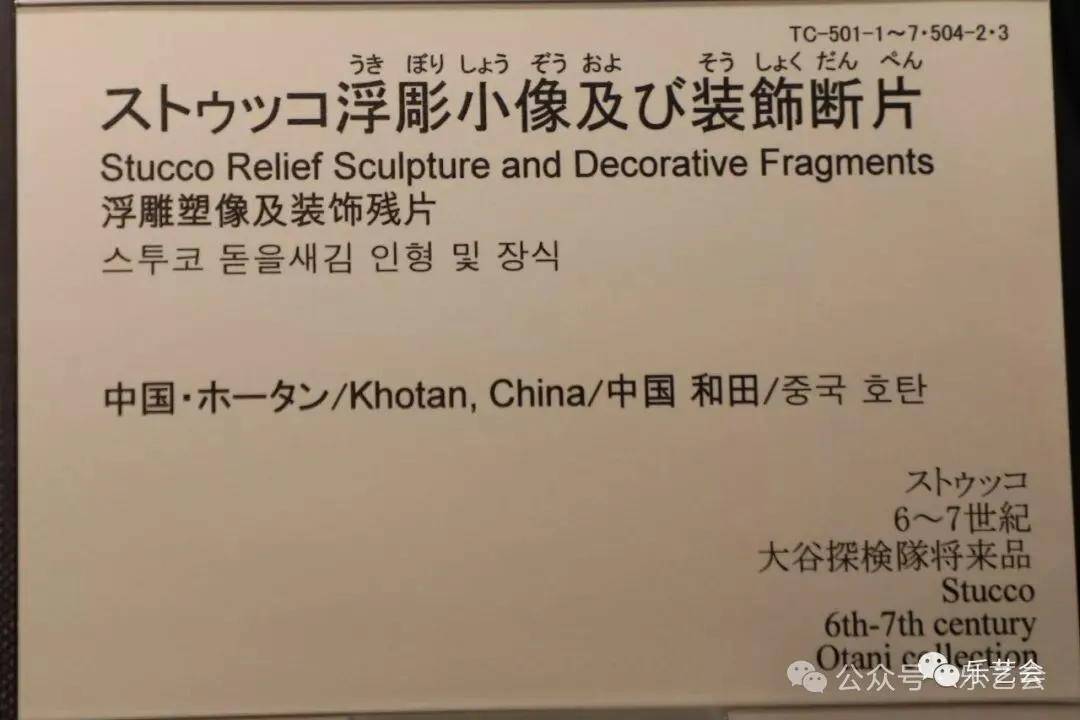 TC-501-1～7・504-2・3
うき ぼり しょう ぞう およ そう しょく だん ぺん
ストゥッコ浮彫小像及び装飾断片
Stucco Relief Sculpture and Decorative Fragments
浮雕塑像及装饰残片
스투코 돋을새김 인형 및 장식
中国・ホータン/Khotan, China/中国 和田/중국 호탄
ストゥッコ
6～7世紀
大谷探検隊将来品
Stucco
6th-7th century
Otani collection
公众号 乐艺会
乐艺会